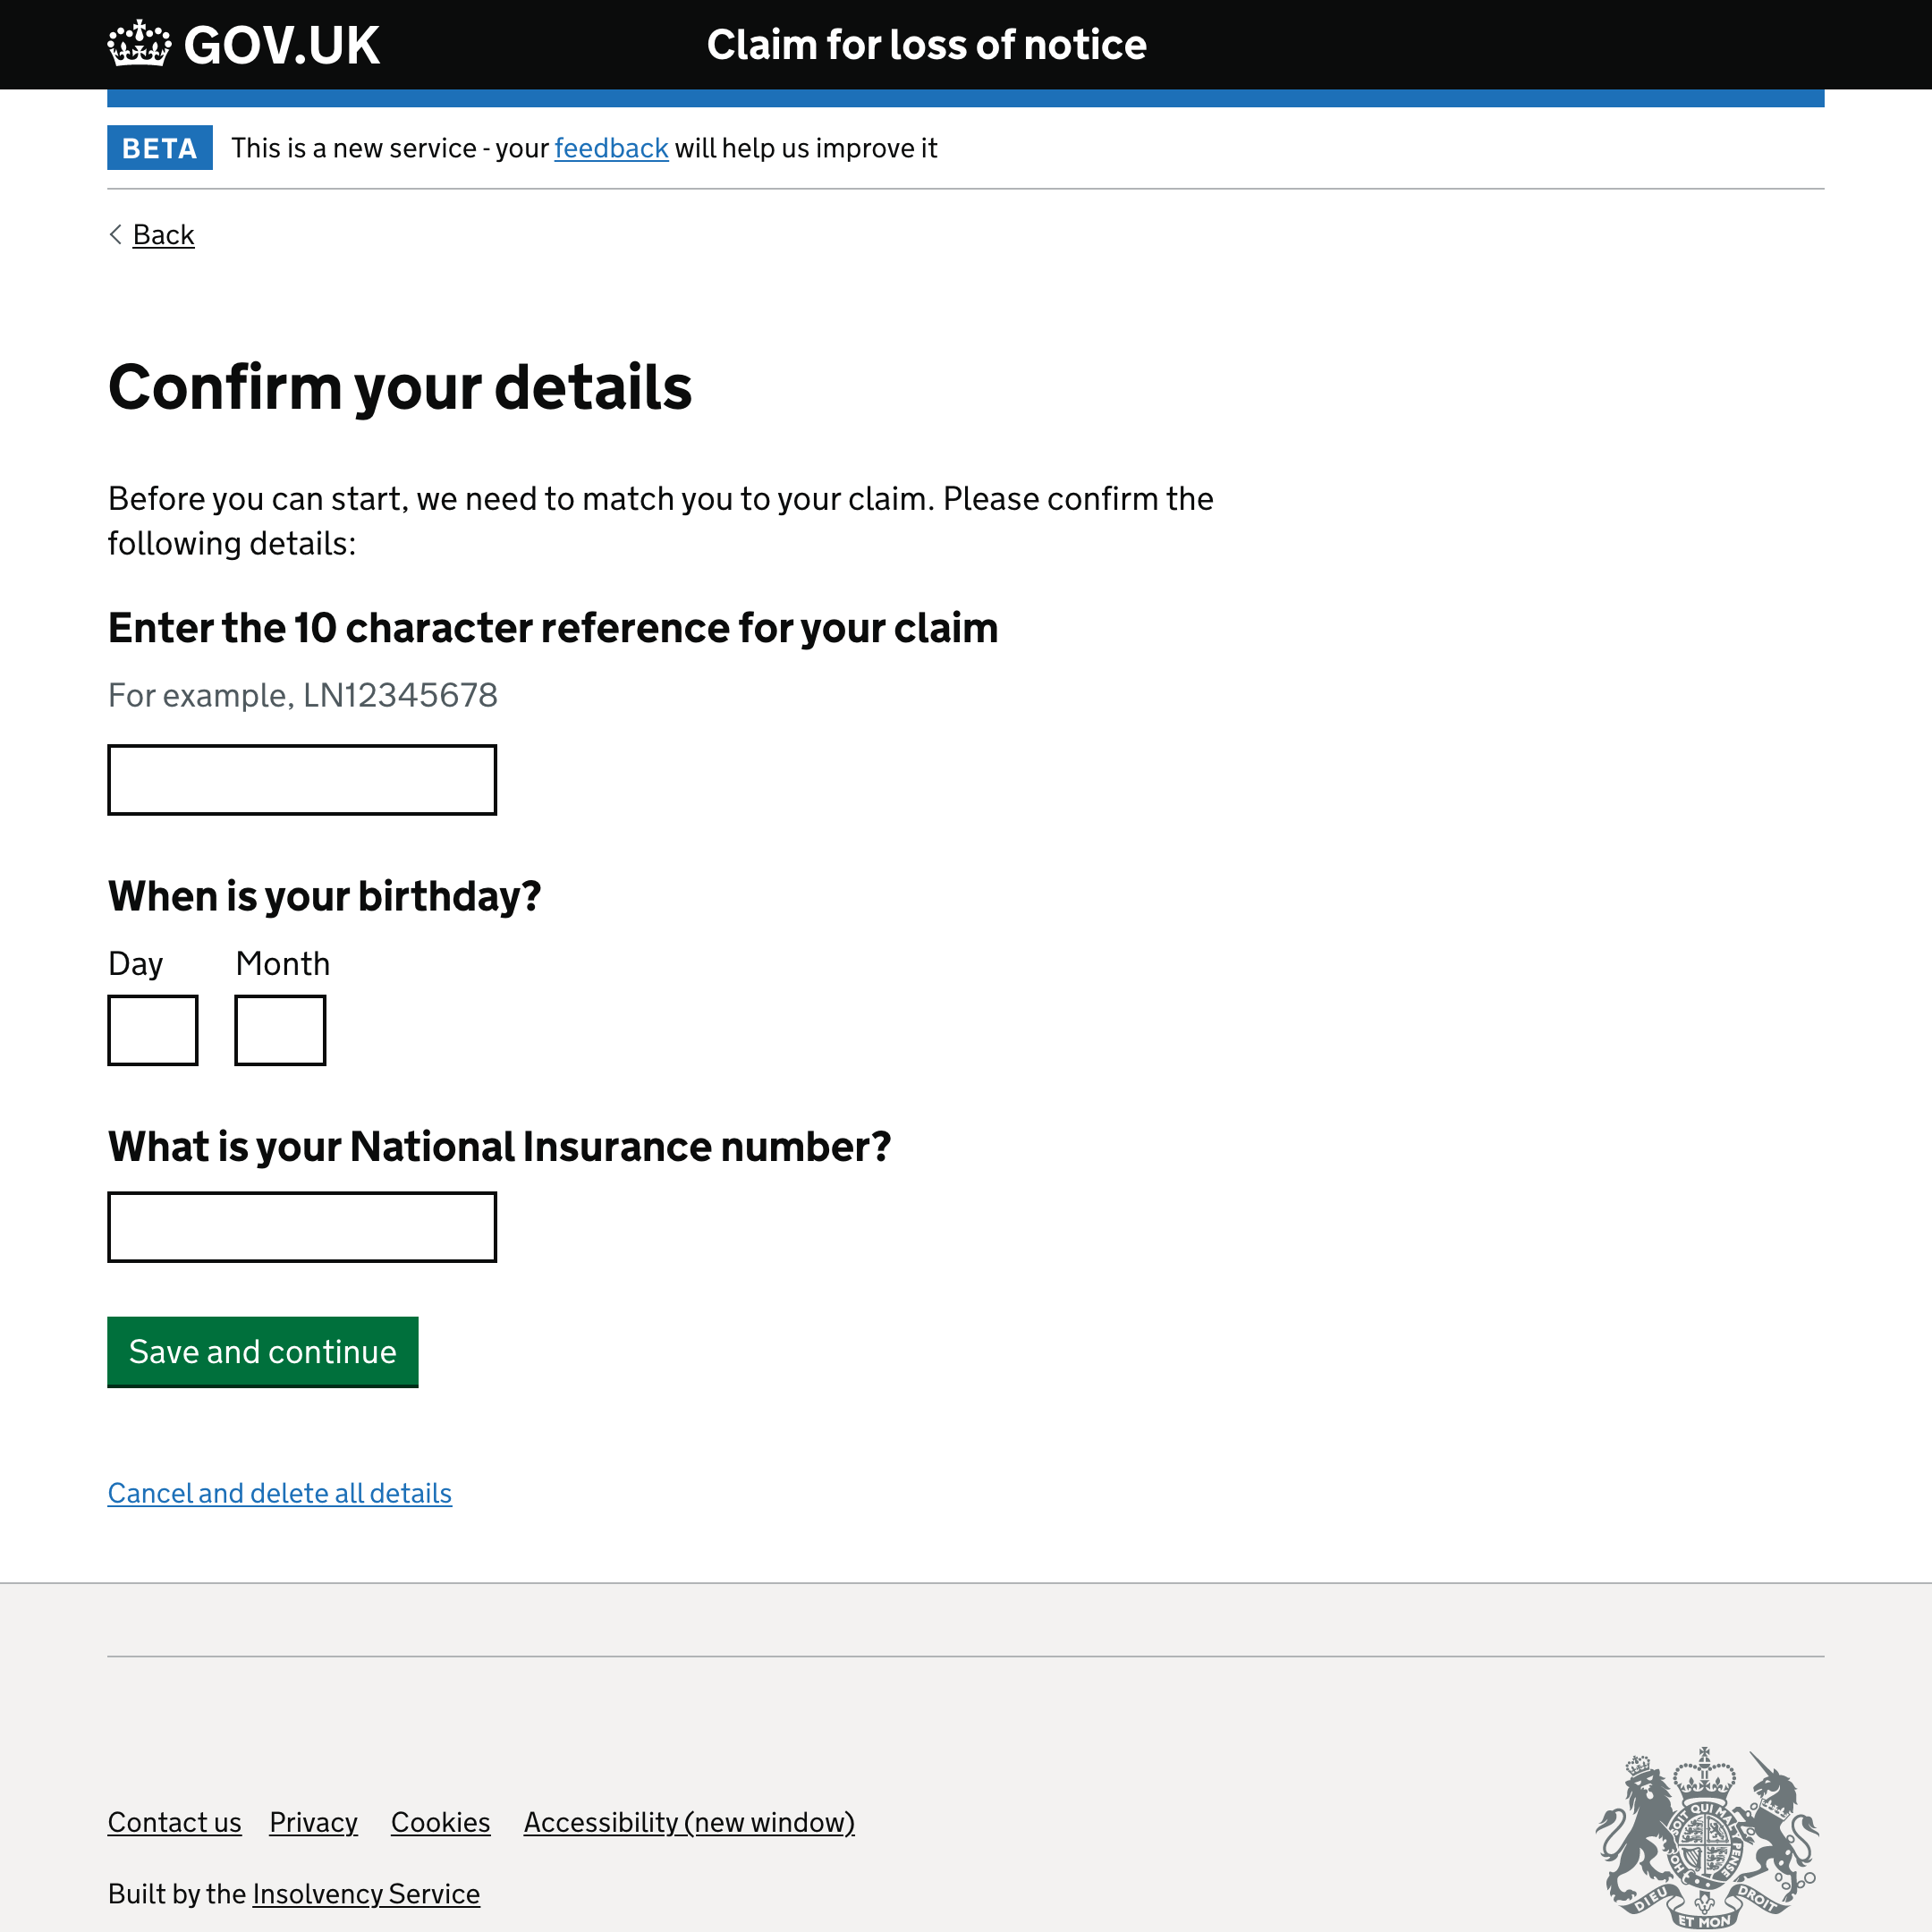 GOV.UK
Claim for loss of notice
BETA
This is a new service - your feedback will help us improve it
Back
Confirm your details
Before you can start, we need to match you to your claim. Please confirm the
following details:
Enter the 10 character reference for your claim
For example, LN12345678
When is your birthday?
Day Month
What is your National Insurance number?
Save and continue
Cancel and delete all details
Contact us Privacy Cookies Accessibility (new window)
Built by the Insolvency Service
SOIT QUI MAL PENSE HO
DIEU ET MON DROIT